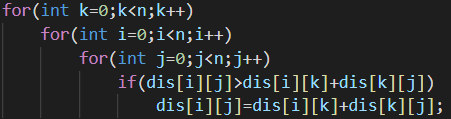 for(int k=0;k<n;k++)
for(int i=0;i<n;i++)
for(int j=0;j<n;j++)
if(dis[i][j]>dis[i][k]+dis[k][j])
dis[i][j]=dis[i][k]+dis[k][j];